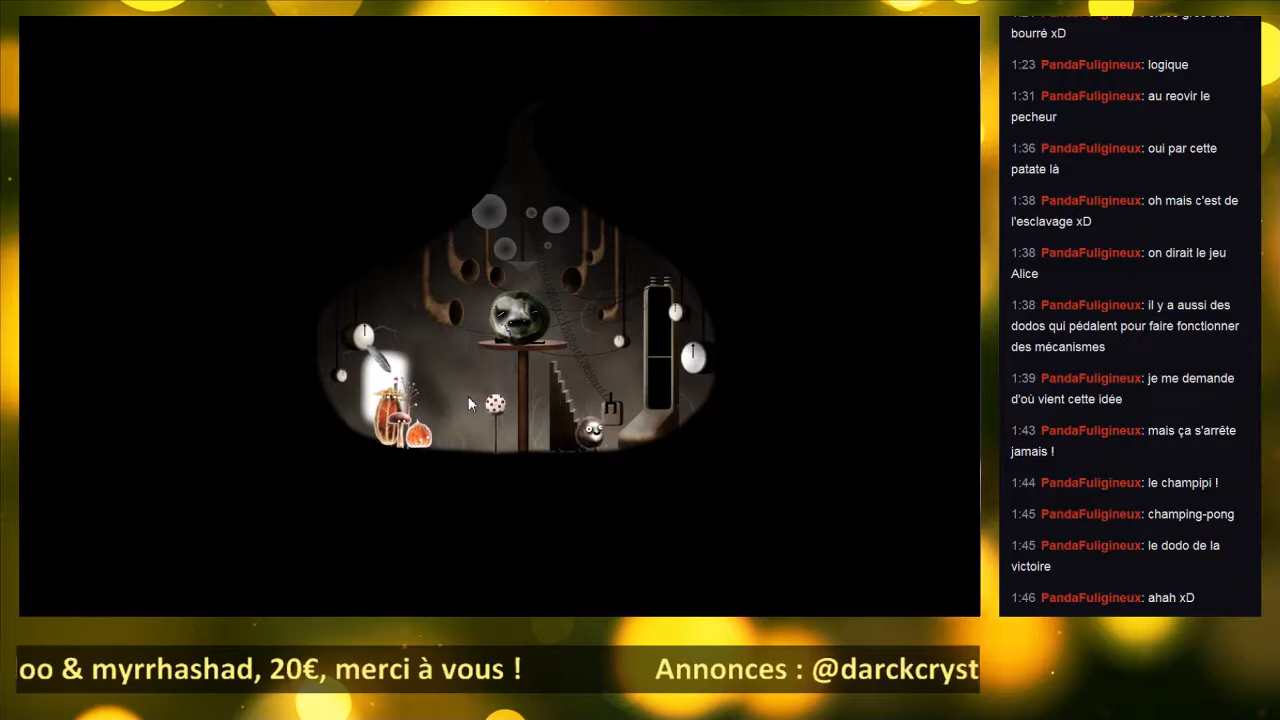 bourré xD
1:23 PandaFuligineux: logique
1:31 PandaFuligineux: au reovir le
pecheur
1:36 PandaFuligineux: oui par cette
patate là
1:38 PandaFuligineux: oh mais c'est de
l'esclavage xD
1:38 PandaFuligineux: on dirait le jeu
Alice
1:38 PandaFuligineux: il y a aussi des
dodos qui pédalent pour faire fonctionner
des mécanismes
1:39 PandaFuligineux: je me demande
d'où vient cette idée
1:43 PandaFuligineux: mais ça s'arrête
jamais !
1:44 PandaFuligineux: le champipi !
1:45 PandaFuligineux: champing-pong
1:45 PandaFuligineux: le dodo de la
victoire
1:46 PandaFuligineux: ahah xD
oo & myrrhashad, 20€, merci à vous ! Annonces : @darckcryst